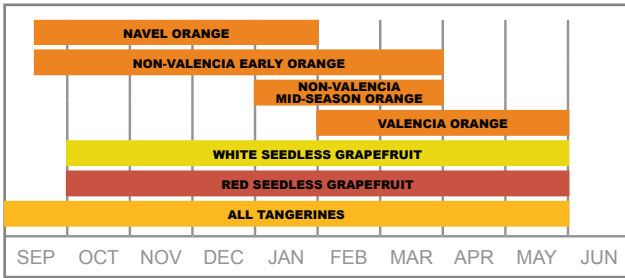 NAVEL ORANGE
NON-VALENCIA EARLY ORANGE
NON-VALENCIA
MID-SEASON ORANGE
VALENCIA ORANGE
WHITE SEEDLESS GRAPEFRUIT
RED SEEDLESS GRAPEFRUIT
ALL TANGERINES
SEP OCT NOV DEC JAN FEB MAR APR MAY JUN